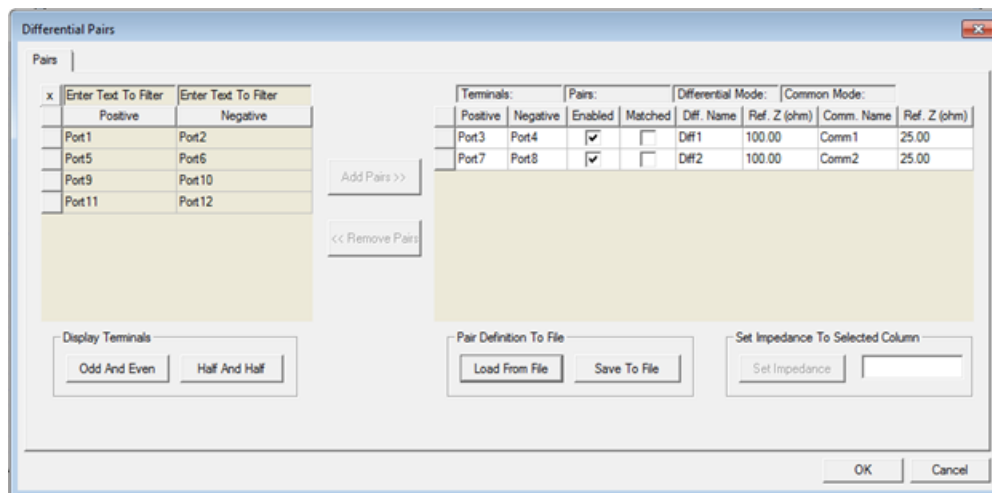 Differential Pairs
Pairs
x Enter Text To Filter Enter Text To Filter
Positive Negative
Port1 Port2
Port5 Port6
Port9 Port10
Port11 Port12
Add Pairs >>
<< Remove Pairs
Terminals: Pairs: Differential Mode: Common Mode:
Positive Negative Enabled Matched Diff. Name Ref. Z (ohm) Comm. Name Ref. Z (ohm)
Port3 Port4 Diff1 100.00 Comm1 25.00
Port7 Port8 Diff2 100.00 Comm2 25.00
Display Terminals
Odd And Even Half And Half
Pair Definition To File
Load From File Save To File
Set Impedance To Selected Column
Set Impedance
OK Cancel